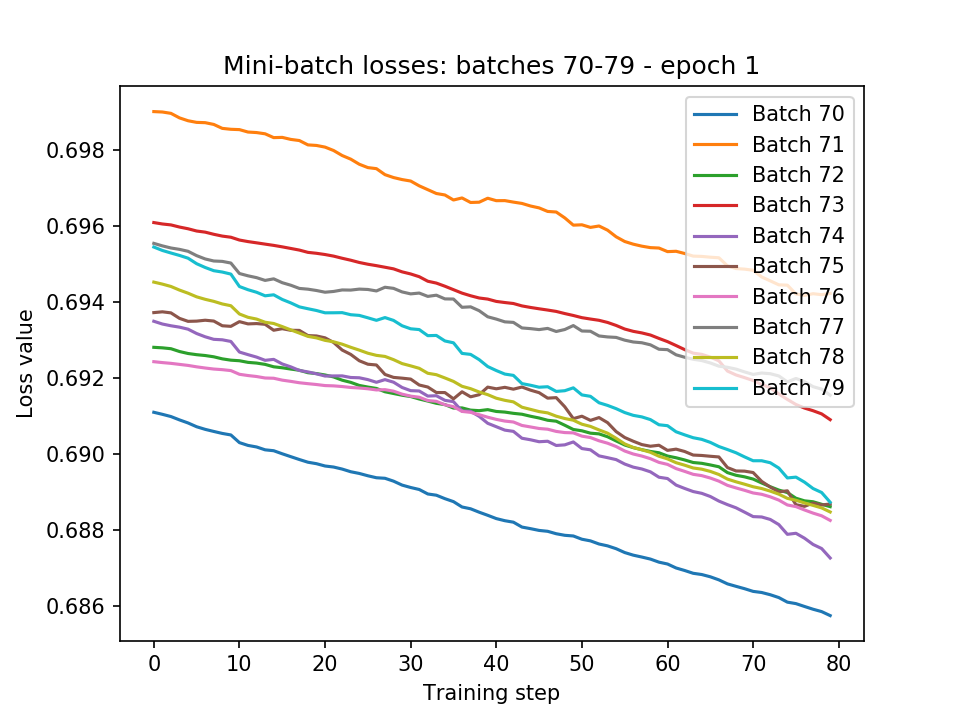 Mini-batch losses: batches 70-79 - epoch 1
Loss value
0.698
0.696
0.694
0.692
0.690
0.688
0.686
Batch 70
Batch 71
Batch 72
Batch 73
Batch 74
Batch 75
Batch 76
Batch 77
Batch 78
Batch 79
0 10 20 30 40 50 60 70 80
Training step